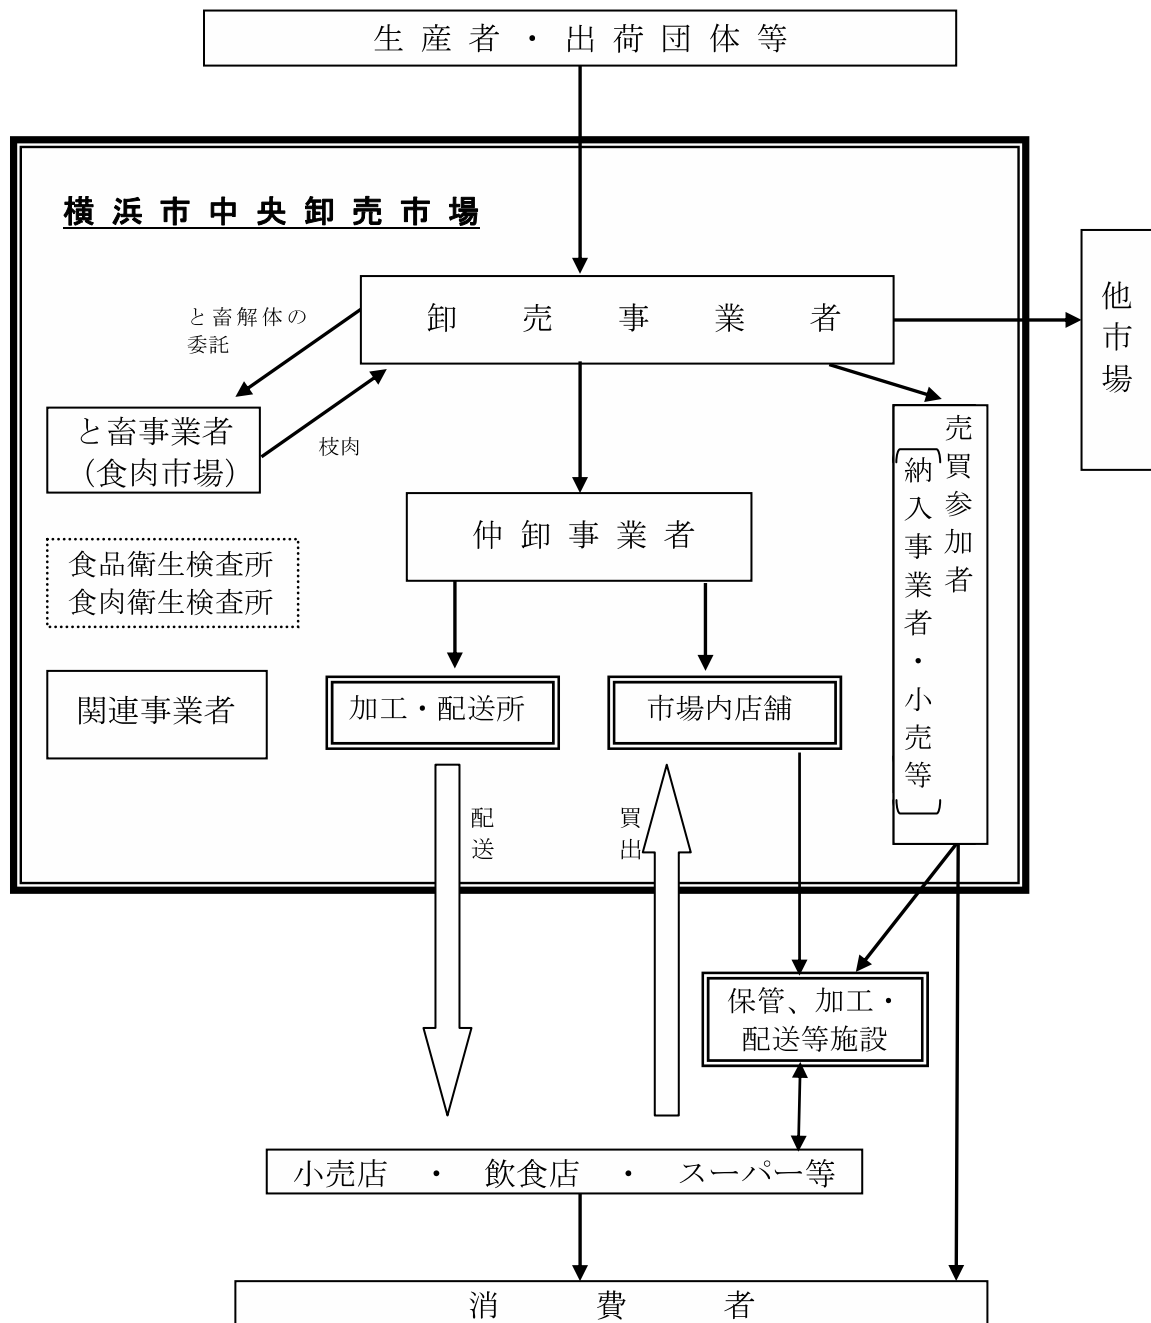 生産者・出荷団体等
横浜市中央卸売市場
卸売事業者
と畜解体の
委託
他市場
と畜事業者
（食肉市場）
枝肉
売買参加者
納入事業者・小売等
仲卸事業者
食品衛生検査所
食肉衛生検査所
関連事業者
加工・配送所
市場内店舗
配送
買出
保管、加工・
配送等施設
小売店　・　飲食店　・　スーパー等
消費者